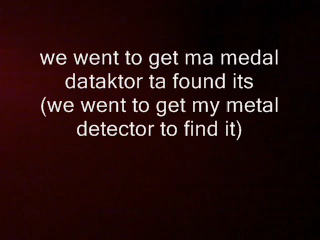 we went to get ma medal
dataktor ta found its
(we went to get my metal
detector to find it)